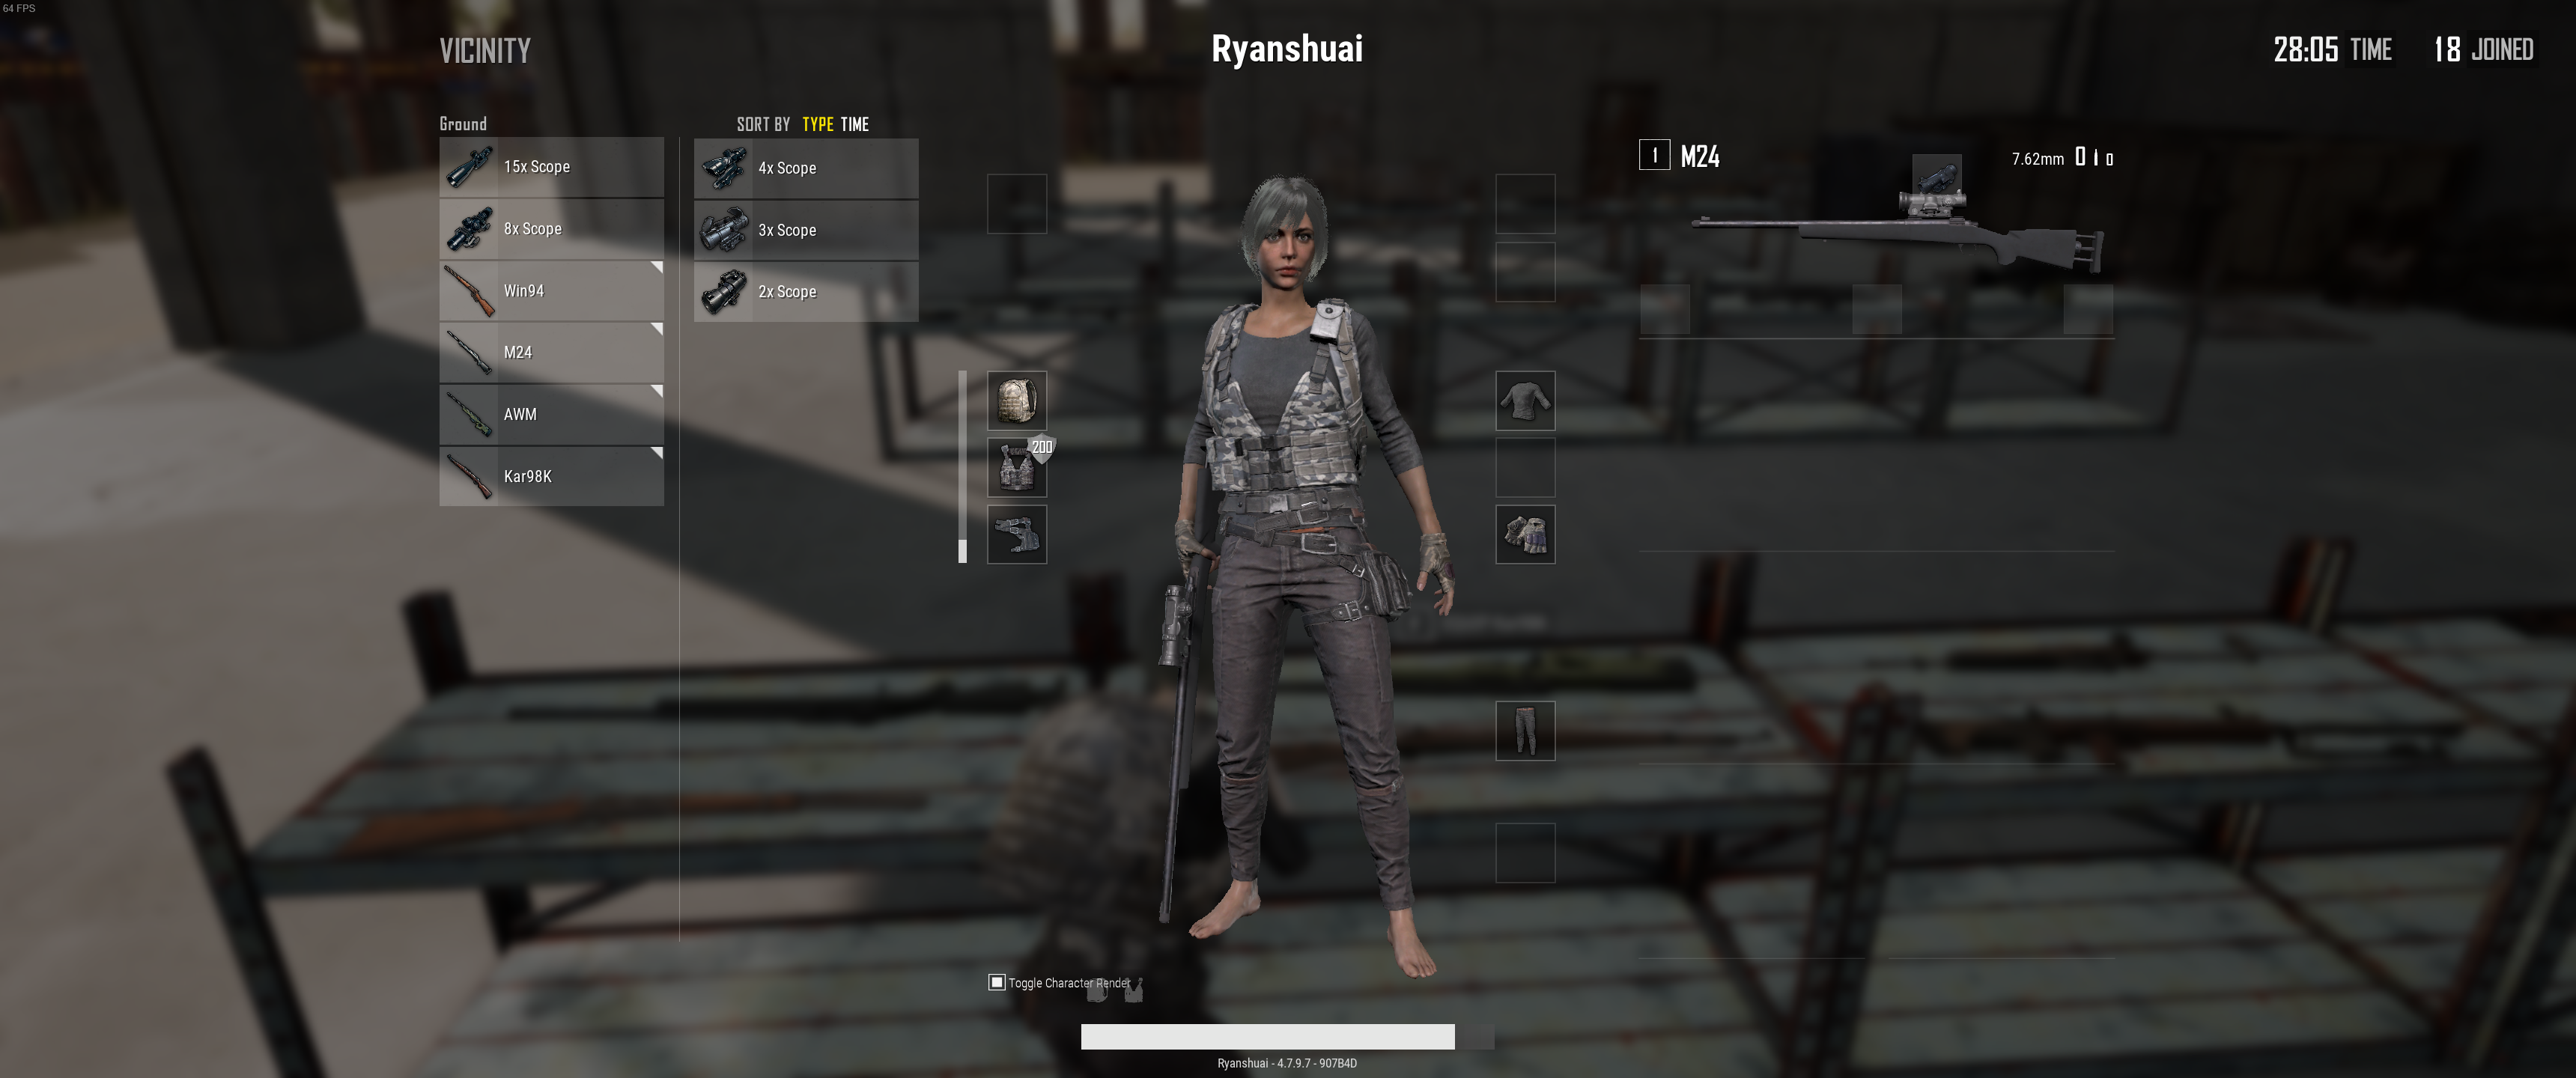 64 FPS
VICINITY
Ryanshuai
28:05 TIME 18 JOINED
Ground
SORT BY TYPE TIME
15x Scope
8x Scope
Win94
M24
AWM
Kar98K
4x Scope
3x Scope
2x Scope
200
1 M24
7.62mm 0 0
Toggle Character Render
Ryanshuai - 4.7.9.7 - 907B4D